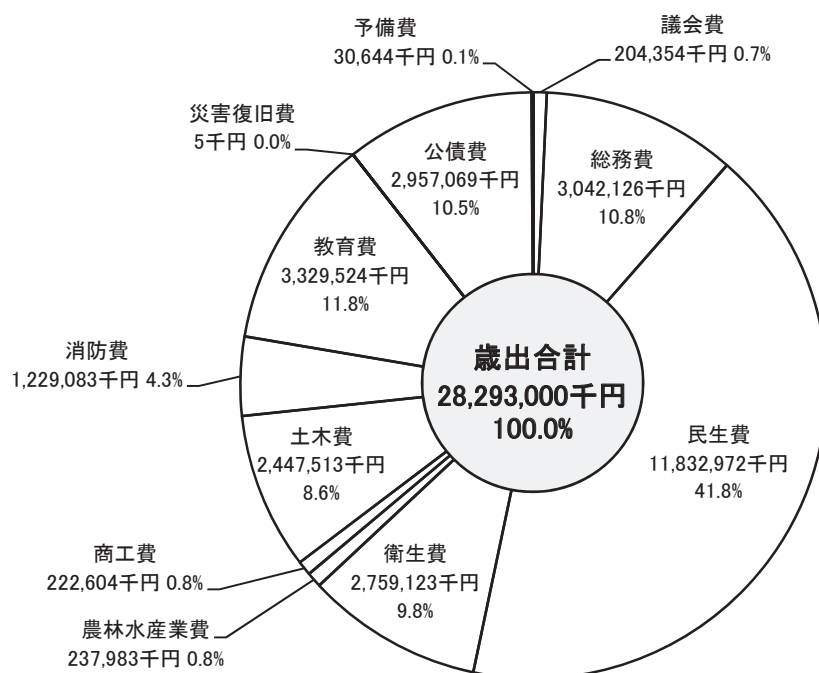 予備費
30,644千円 0.1%
議会費
204,354千円 0.7%
災害復旧費
5千円 0.0%
公債費
2,957,069千円
10.5%
総務費
3,042,126千円
10.8%
教育費
3,329,524千円
11.8%
消防費
1,229,083千円 4.3%
歳出合計
28,293,000千円
100.0%
民生費
11,832,972千円
41.8%
土木費
2,447,513千円
8.6%
商工費
222,604千円 0.8%
衛生費
2,759,123千円
9.8%
農林水産業費
237,983千円 0.8%